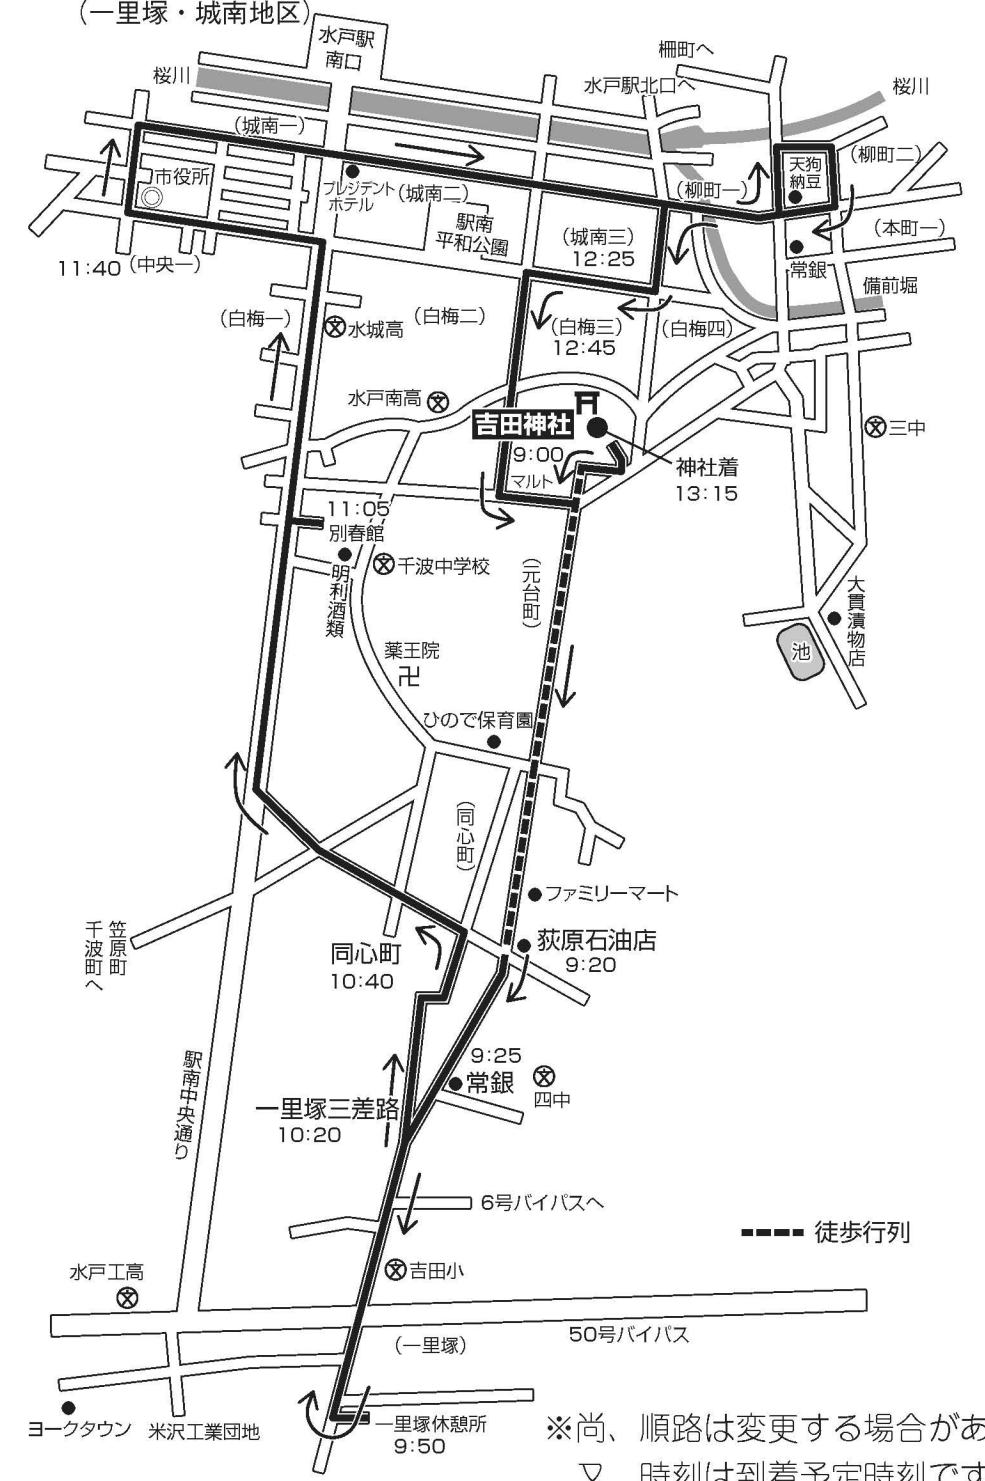 (一里塚・城南地区)
水戸駅
南口
柵町へ
桜川
水戸駅北口へ
桜川
(城南一)
(柳町二)
天狗
納豆
市役所
プレジデント
ホテル
(城南二)
(柳町一)
駅南
平和公園
(城南三)
12:25
(本町一)
11:40(中央一)
常銀
備前堀
(白梅一)
水城高
(白梅二)
(白梅三)
12:45
(白梅四)
水戸南高
吉田神社
9:00
三中
マルト
神社着
13:15
11:05
別春館
明利酒類
千波中学校
(元台町)
大貫漬物店
池
薬王院
卍
ひので保育園
(同心町)
ファミリーマート
笠原町
千波町へ
同心町
10:40
荻原石油店
9:20
9:25
常銀
四中
駅南中央通り
一里塚三差路
10:20
6号バイパスへ
徒歩行列
水戸工高
吉田小
(一里塚)
50号バイパス
ヨークタウン
米沢工業団地
一里塚休憩所
9:50
※尚、順路は変更する場合があ
又、時刻は到着予定時刻です